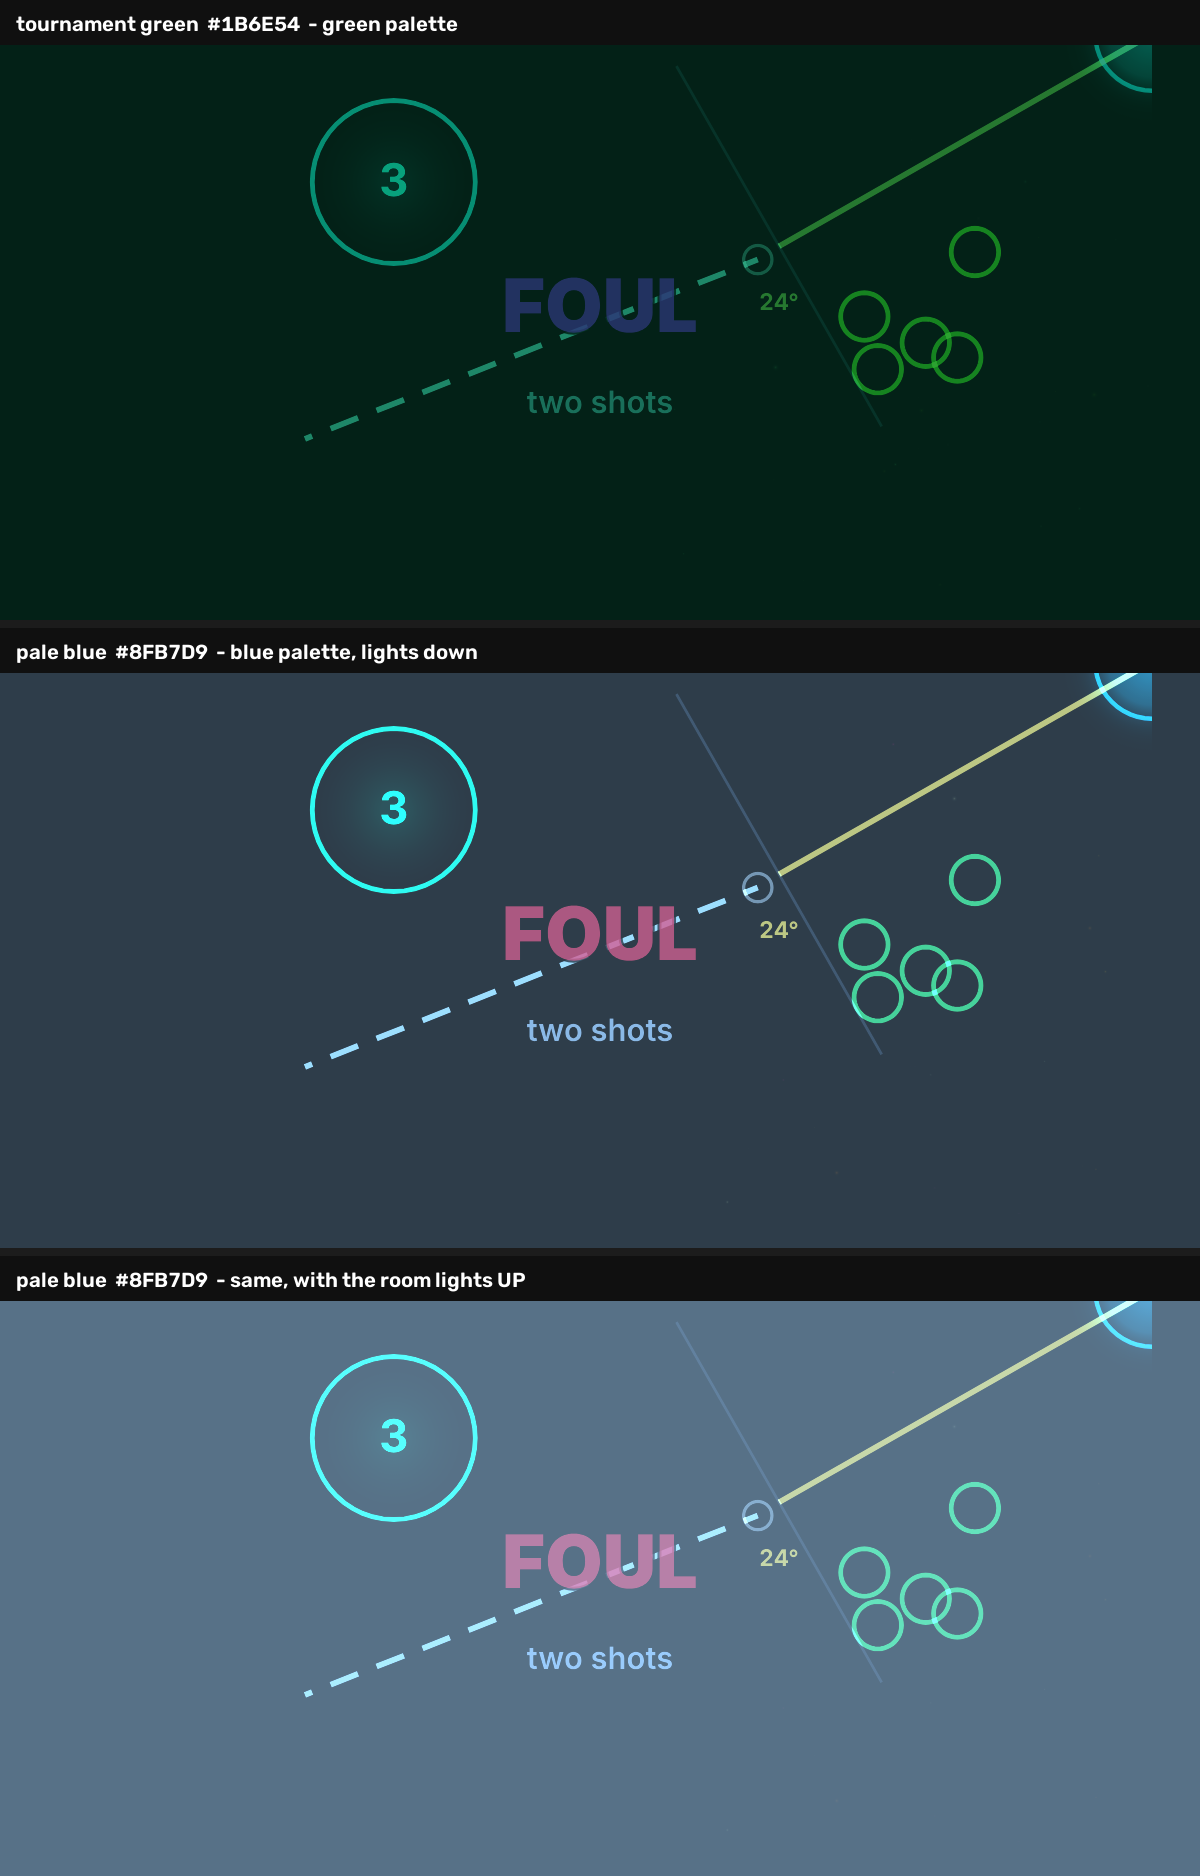 tournament green #1B6E54 - green palette
3
FOUL
24°
two shots
pale blue #8FB7D9 - blue palette, lights down
3
FOUL
24°
two shots
pale blue #8FB7D9 - same, with the room lights UP
3
FOUL
24°
two shots